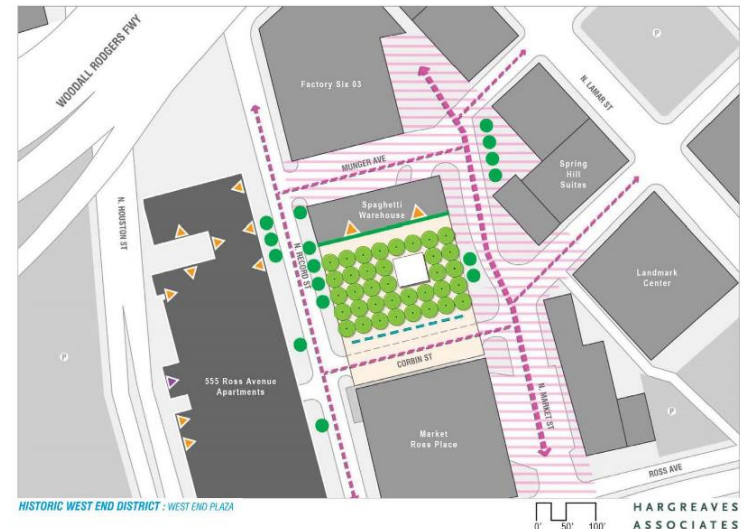 WOODALL RODGERS FWY
P
Factory Six 03
N. LAMAR ST
MUNGER AVE
Spring
Hill
Suites
N. HOUSTON ST
Spaghetti
Warehouse
N. RECORD ST
Landmark
Center
P
CORBIN ST
555 Ross Avenue
Apartments
N. MARKET ST
P
Market
Ross Place
ROSS AVE
HISTORIC WEST END DISTRICT : WEST END PLAZA
0' 50' 100'
HARGREAVES
ASSOCIATES